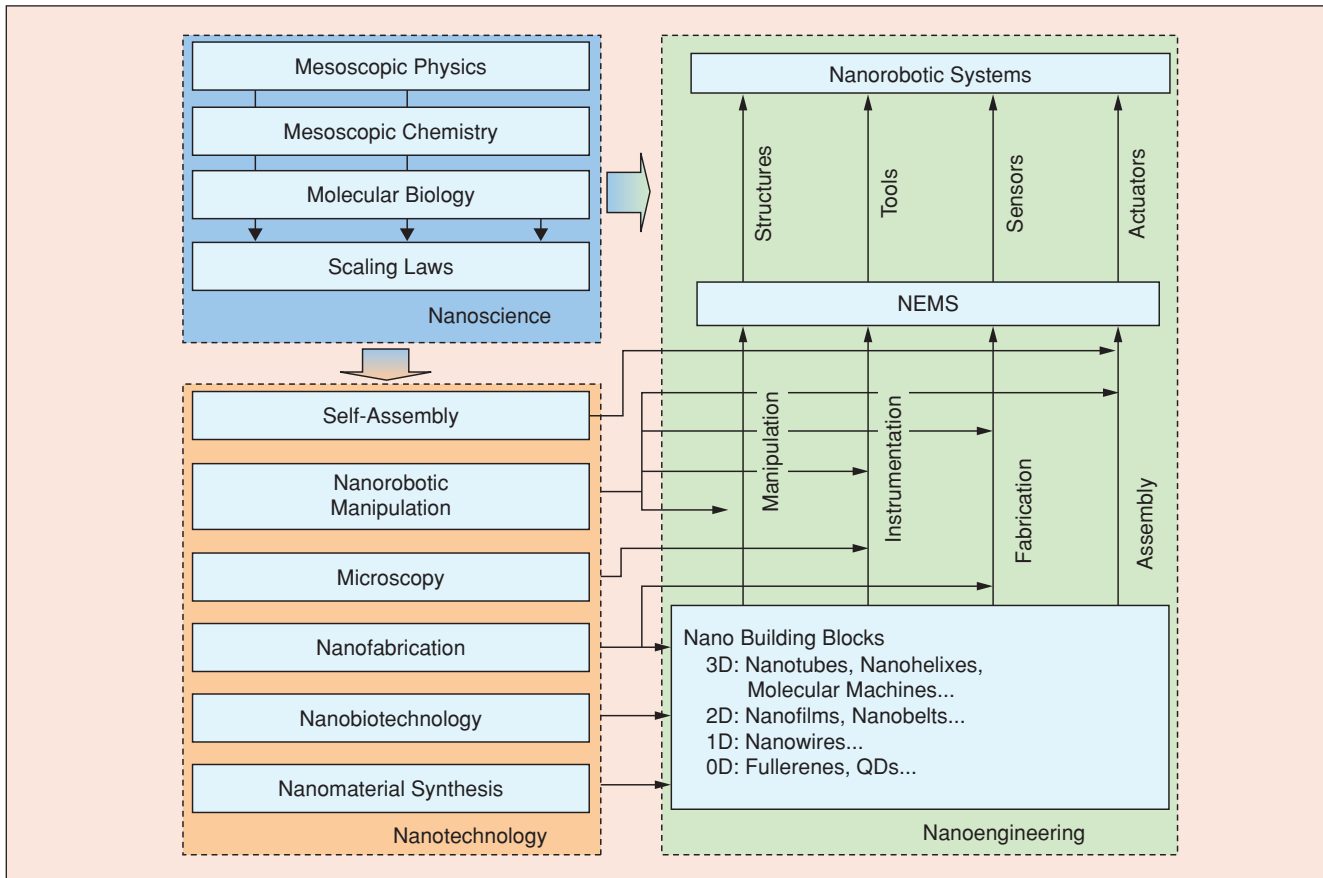 Mesoscopic Physics
Mesoscopic Chemistry
Molecular Biology
Scaling Laws
Nanoscience
Self-Assembly
Nanorobotic
Manipulation
Microscopy
Nanofabrication
Nanobiotechnology
Nanomaterial Synthesis
Nanotechnology
Nanorobotic Systems
Structures
Tools
Sensors
Actuators
NEMS
Manipulation
Instrumentation
Fabrication
Assembly
Nano Building Blocks
3D: Nanotubes, Nanohelixes,
Molecular Machines...
2D: Nanofilms, Nanobelts...
1D: Nanowires...
0D: Fullerenes, QDs...
Nanoengineering